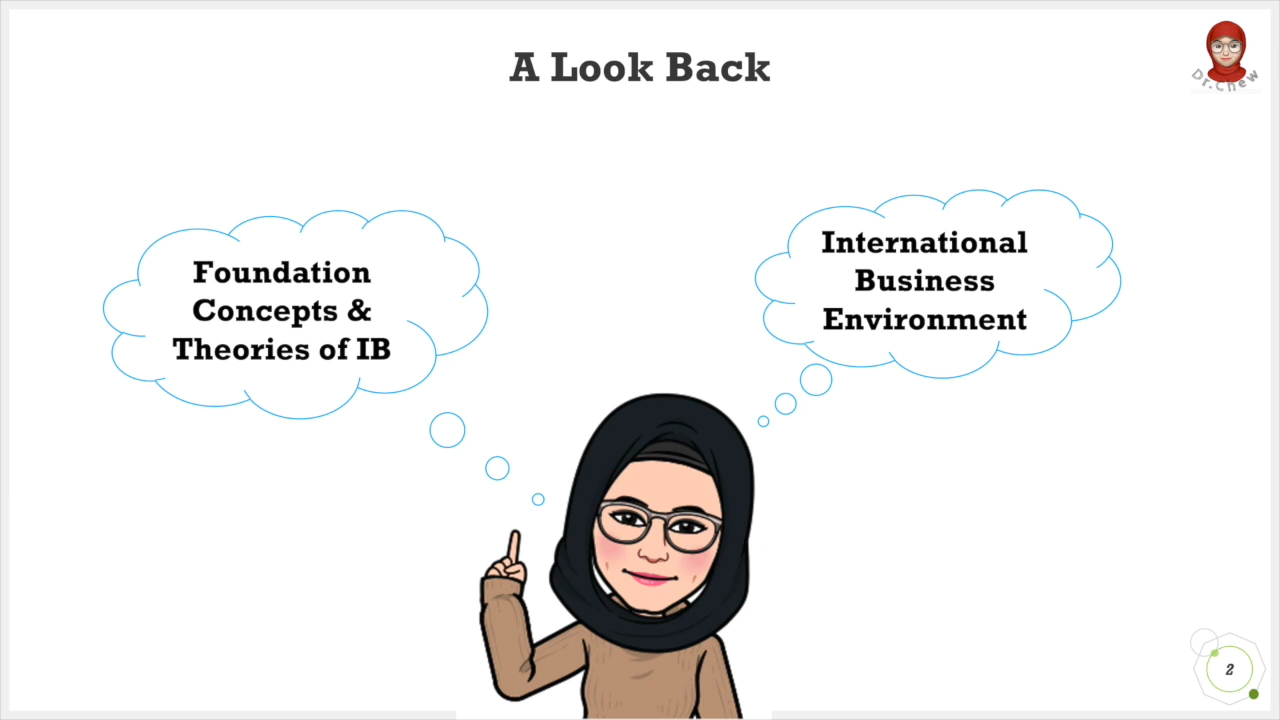 A Look Back
Dr.Chew
Foundation
Concepts &
Theories of IB
International
Business
Environment
2